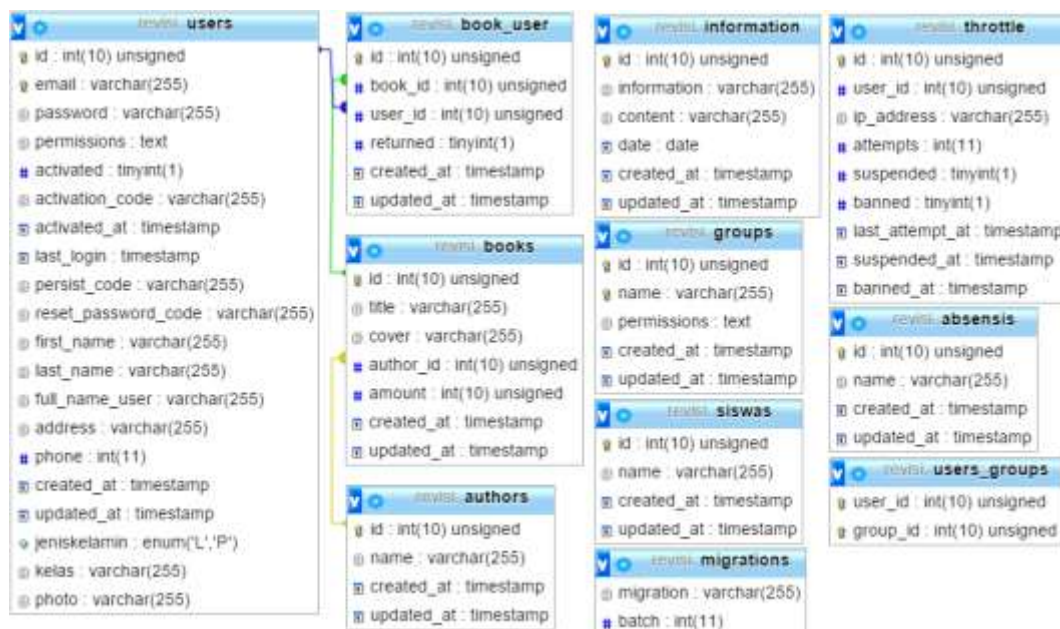 revisi users
id : int(10) unsigned
email : varchar(255)
password : varchar(255)
permissions : text
activated : tinyint(1)
activation_code : varchar(255)
activated_at : timestamp
last_login : timestamp
persist_code : varchar(255)
reset_password_code : varchar(255)
first_name : varchar(255)
last_name : varchar(255)
full_name_user : varchar(255)
address : varchar(255)
phone : int(11)
created_at : timestamp
updated_at : timestamp
jeniskelamin : enum('L','P')
kelas : varchar(255)
photo : varchar(255)
revisi book_user
id : int(10) unsigned
book_id : int(10) unsigned
user_id : int(10) unsigned
returned : tinyint(1)
created_at : timestamp
updated_at : timestamp
revisi books
id : int(10) unsigned
title : varchar(255)
cover : varchar(255)
author_id : int(10) unsigned
amount : int(10) unsigned
created_at : timestamp
updated_at : timestamp
revisi authors
id : int(10) unsigned
name : varchar(255)
created_at : timestamp
updated_at : timestamp
revisi information
id : int(10) unsigned
information : varchar(255)
content : varchar(255)
date : date
created_at : timestamp
updated_at : timestamp
revisi groups
id : int(10) unsigned
name : varchar(255)
permissions : text
created_at : timestamp
updated_at : timestamp
revisi siswas
id : int(10) unsigned
name : varchar(255)
created_at : timestamp
updated_at : timestamp
revisi migrations
migration : varchar(255)
batch : int(11)
revisi throttle
id : int(10) unsigned
user_id : int(10) unsigned
ip_address : varchar(255)
attempts : int(11)
suspended : tinyint(1)
banned : tinyint(1)
last_attempt_at : timestamp
suspended_at : timestamp
banned_at : timestamp
revisi absensis
id : int(10) unsigned
name : varchar(255)
created_at : timestamp
updated_at : timestamp
revisi users_groups
user_id : int(10) unsigned
group_id : int(10) unsigned